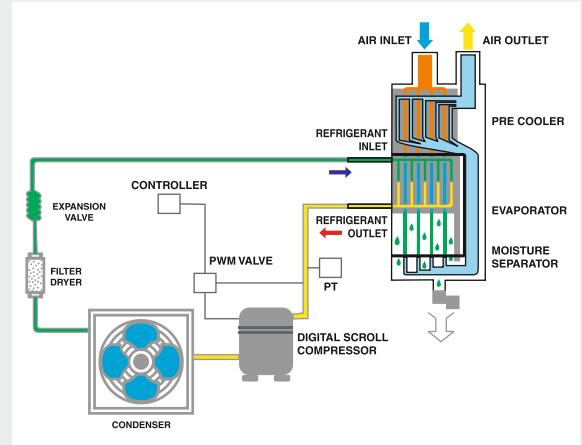 AIR INLET
AIR OUTLET
PRE COOLER
REFRIGERANT
INLET
CONTROLLER
EXPANSION
VALVE
EVAPORATOR
REFRIGERANT
OUTLET
MOISTURE
SEPARATOR
PWM VALVE
FILTER
DRYER
PT
DIGITAL SCROLL
COMPRESSOR
CONDENSER